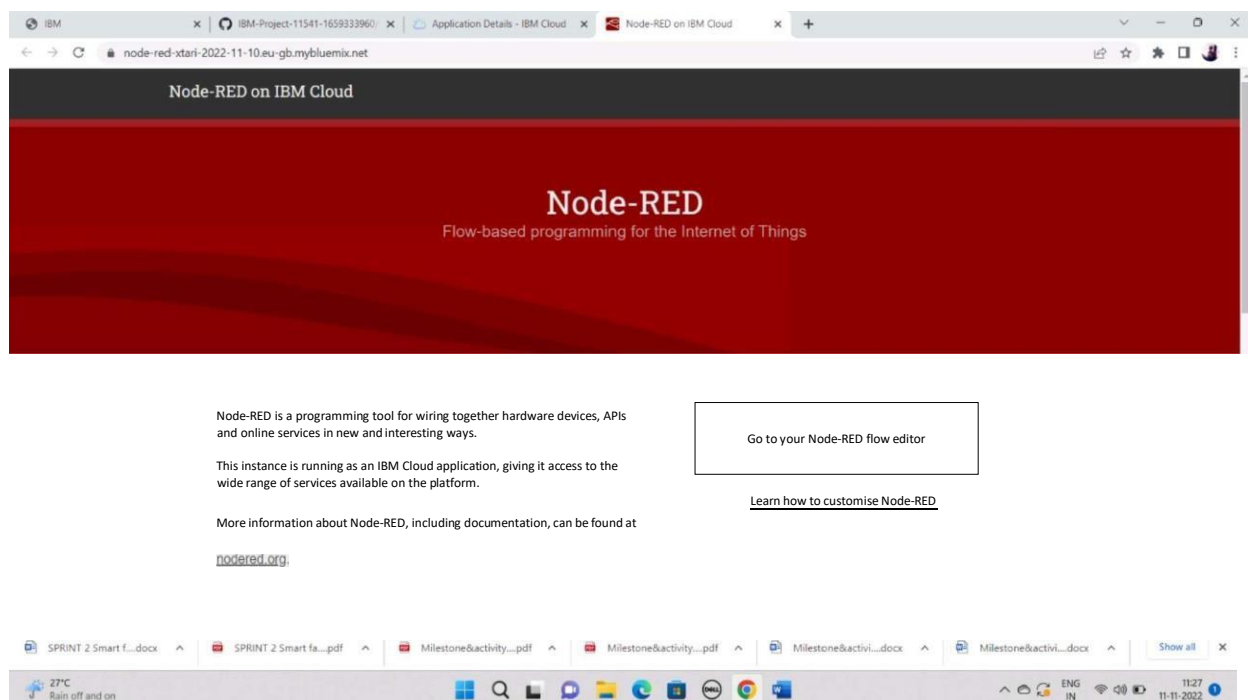 IBM
IBM-Project-11541-1659333960/
Application Details - IBM Cloud
Node-RED on IBM Cloud
node-red-xtari-2022-11-10.eu-gb.mybluemix.net
Node-RED on IBM Cloud
Node-RED
Flow-based programming for the Internet of Things
Node-RED is a programming tool for wiring together hardware devices, APIs
and online services in new and interesting ways.
This instance is running as an IBM Cloud application, giving it access to the
wide range of services available on the platform.
More information about Node-RED, including documentation, can be found at
nodered.org.
Go to your Node-RED flow editor
Learn how to customise Node-RED
SPRINT 2 Smart f....docx
SPRINT 2 Smart fa....pdf
Milestone&activity....pdf
Milestone&activity....pdf
Milestone&activi....docx
Milestone&activi....docx
Show all
27°C
Rain off and on
ENG
IN
11:27
11-11-2022